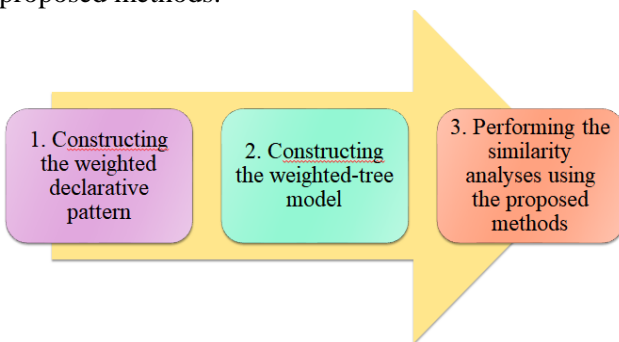 proposed methods.
1. Constructing
the weighted
declarative
pattern
2. Constructing
the weighted-tree
model
3. Performing the
similarity
analyses using
the proposed
methods